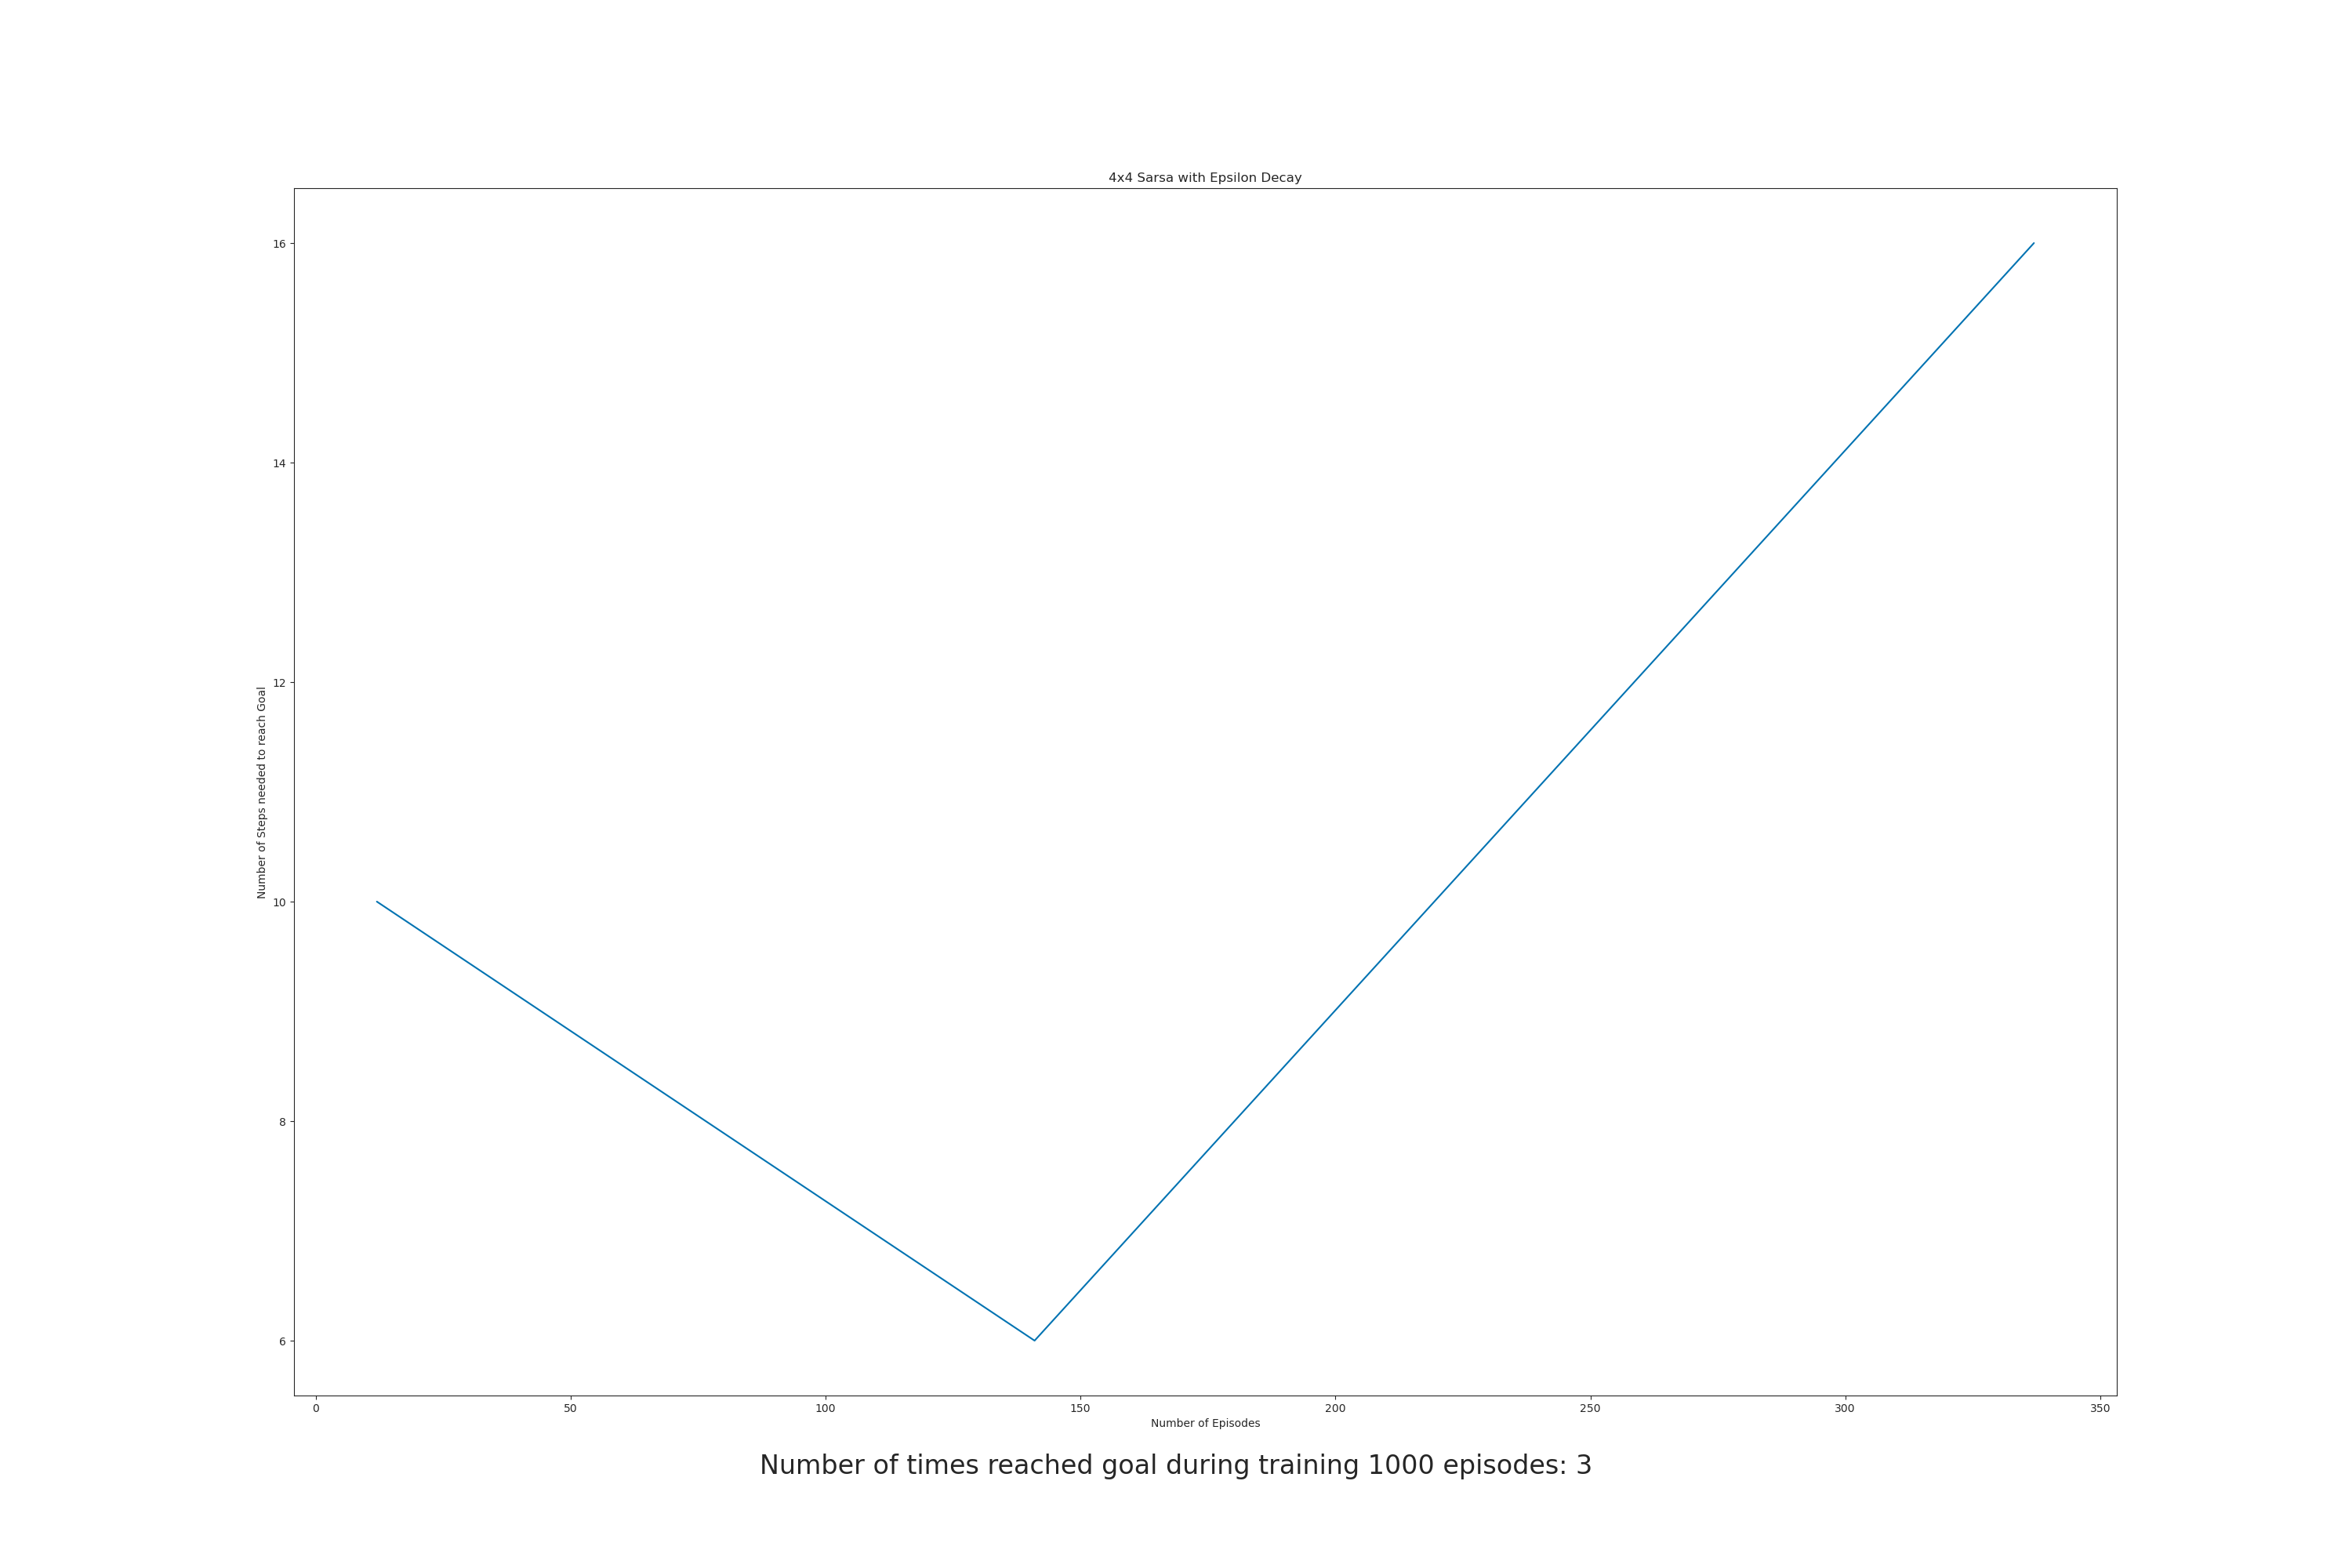 4x4 Sarsa with Epsilon Decay
16
14
12
10
8
6
Number of Steps needed to reach Goal
0 50 100 150 200 250 300 350
Number of Episodes
Number of times reached goal during training 1000 episodes: 3